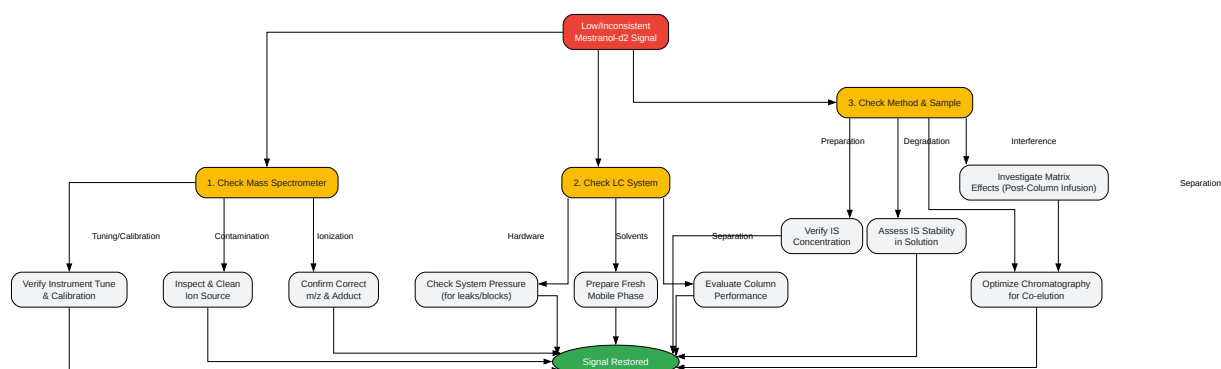 Low/Inconsistent
Mestranol-d2 Signal
3. Check Method & Sample
Preparation
Degradation
Interference
1. Check Mass Spectrometer
2. Check LC System
Investigate Matrix
Effects (Post-Column Infusion)
Separation
Tuning/Calibration
Contamination
Ionization
Hardware
Solvents
Separation
Verify IS
Concentration
Assess IS Stability
in Solution
Verify Instrument Tune
& Calibration
Inspect & Clean
Ion Source
Confirm Correct
m/z & Adduct
Check System Pressure
(for leaks/blocks)
Prepare Fresh
Mobile Phase
Evaluate Column
Performance
Optimize Chromatography
for Co-elution
Signal Restored